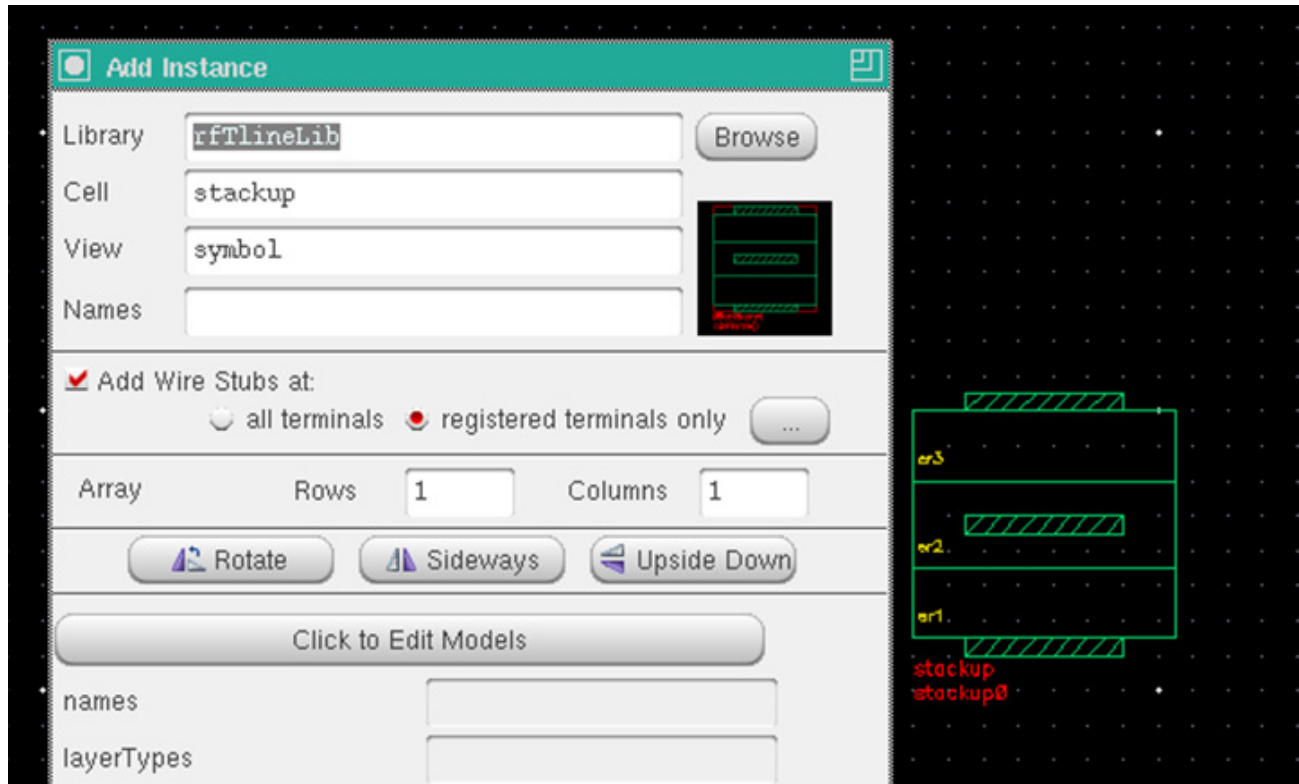 Add Instance
Library rfTlineLib Browse
Cell stackup
View symbol
Names
Add Wire Stubs at:
all terminals registered terminals only ...
Array Rows 1 Columns 1
Rotate Sideways Upside Down
Click to Edit Models
names
layerTypes
er3
er2
er1
stackup
stackup0